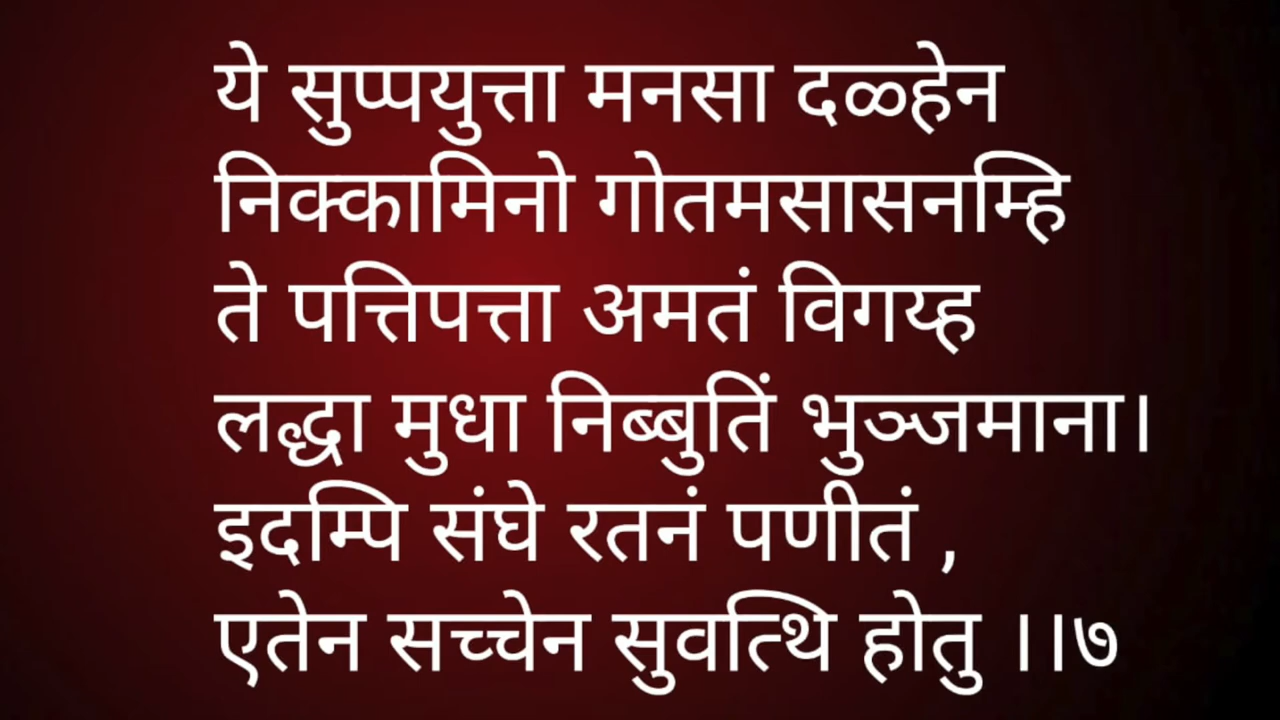 ये सुप्पयुत्ता मनसा दळ्हेन
निक्कामिनो गोतमसासनम्हि
ते पत्तिपत्ता अमतं विगय्ह
लद्धा मुधा निब्बुतिं भुञ्जमाना।
इदम्पि संघे रतनं पणीतं ,
एतेन सच्चेन सुवत्थि होतु ।।७